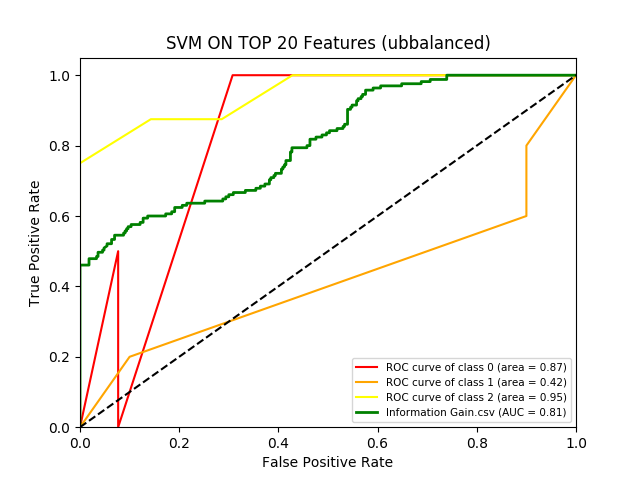 SVM ON TOP 20 Features (ubbalanced)
1.0
0.8
0.6
0.4
0.2
0.0
True Positive Rate
ROC curve of class 0 (area = 0.87)
ROC curve of class 1 (area = 0.42)
ROC curve of class 2 (area = 0.95)
Information Gain.csv (AUC = 0.81)
0.0 0.2 0.4 0.6 0.8 1.0
False Positive Rate